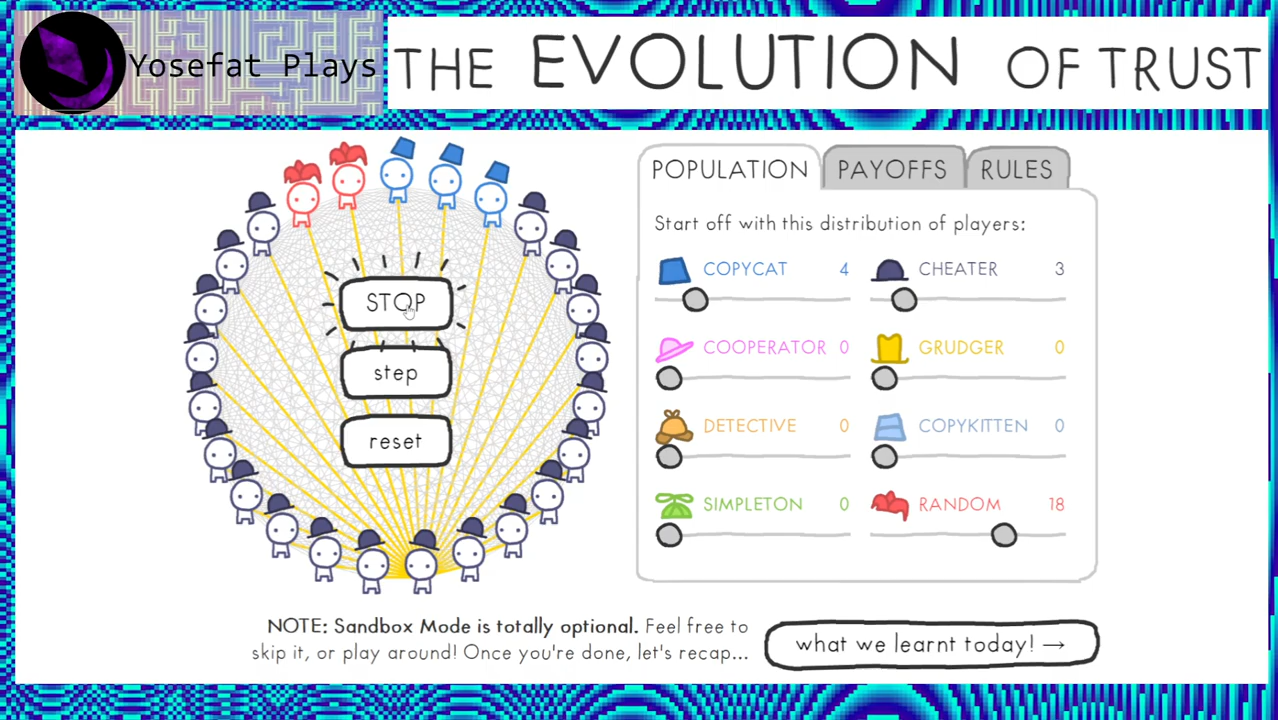 Yosefat Plays
THE EVOLUTION OF TRUST
POPULATION PAYOFFS RULES
Start off with this distribution of players:
COPYCAT 4 CHEATER 3
COOPERATOR 0 GRUDGER 0
DETECTIVE 0 COPYKITTEN 0
SIMPLETON 0 RANDOM 18
STOP
step
reset
NOTE: Sandbox Mode is totally optional. Feel free to
skip it, or play around! Once you're done, let's recap...
what we learnt today! →